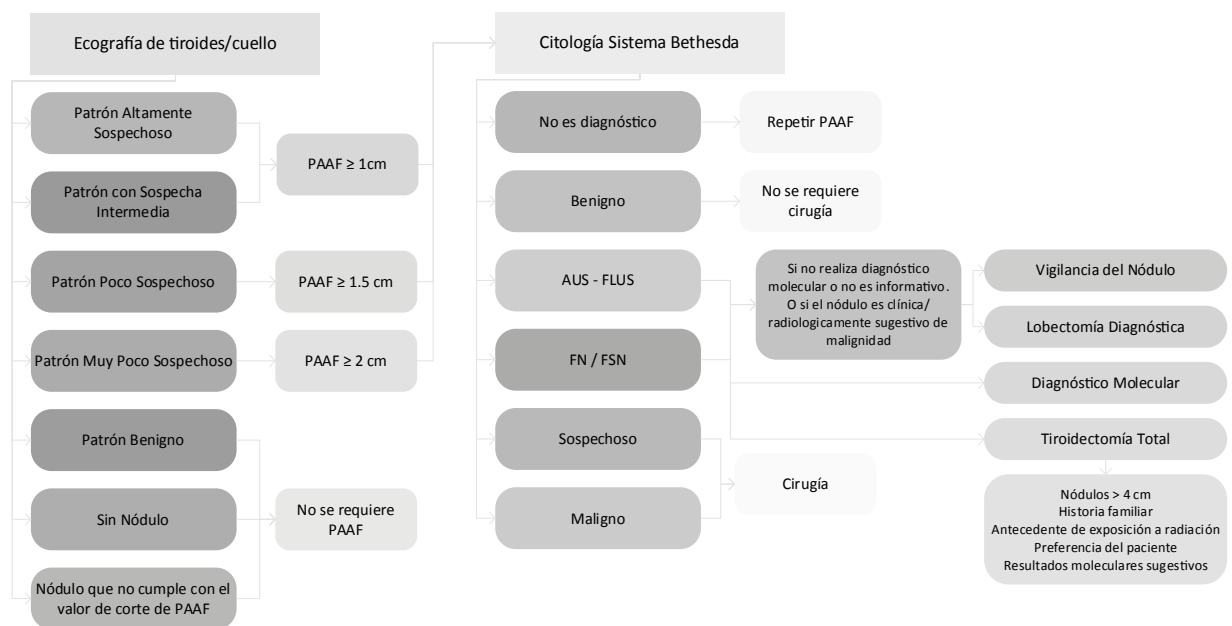 Ecografía de tiroides/cuello
Patrón Altamente
Sospechoso
Patrón con Sospecha
Intermedia
PAAF ≥ 1cm
Patrón Poco Sospechoso
PAAF ≥ 1.5 cm
Patrón Muy Poco Sospechoso
PAAF ≥ 2 cm
Patrón Benigno
Sin Nódulo
Nódulo que no cumple con el
valor de corte de PAAF
No se requiere
PAAF
Citología Sistema Bethesda
No es diagnóstico
Repetir PAAF
Benigno
No se requiere
cirugía
AUS - FLUS
FN / FSN
Si no realiza diagnóstico
molecular o no es informativo.
O si el nódulo es clínica/
radiologicamente sugestivo de
malignidad
Vigilancia del Nódulo
Lobectomía Diagnóstica
Diagnóstico Molecular
Tiroidectomía Total
Nódulos > 4 cm
Historia familiar
Antecedente de exposición a radiación
Preferencia del paciente
Resultados moleculares sugestivos
Sospechoso
Maligno
Cirugía